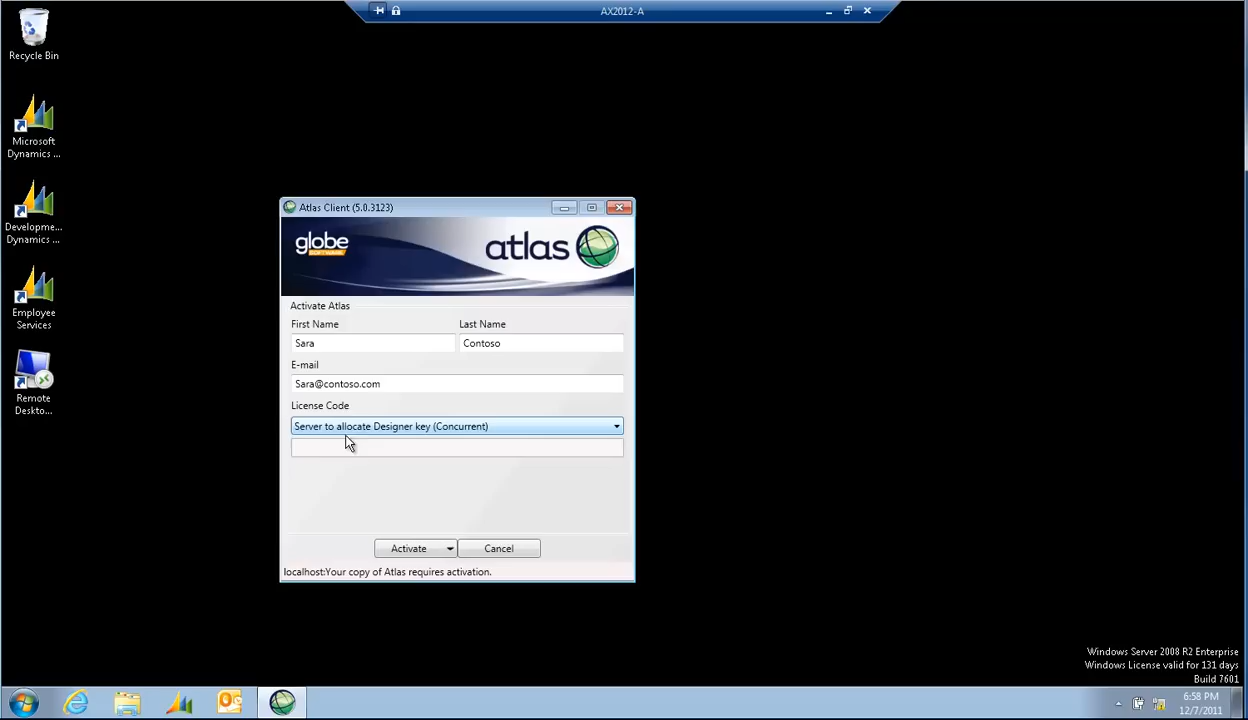 AX2012-A
Recycle Bin
Microsoft
Dynamics ...
Developme...
Dynamics ...
Employee
Services
Remote
Deskto...
Atlas Client (5.0.3123)
globe
SOFTWARE
atlas
Activate Atlas
First Name
Last Name
Sara
Contoso
E-mail
Sara@contoso.com
License Code
Server to allocate Designer key (Concurrent)
Activate
Cancel
localhost:Your copy of Atlas requires activation.
Windows Server 2008 R2 Enterprise
Windows License valid for 131 days
Build 7601
6:58 PM
12/7/2011